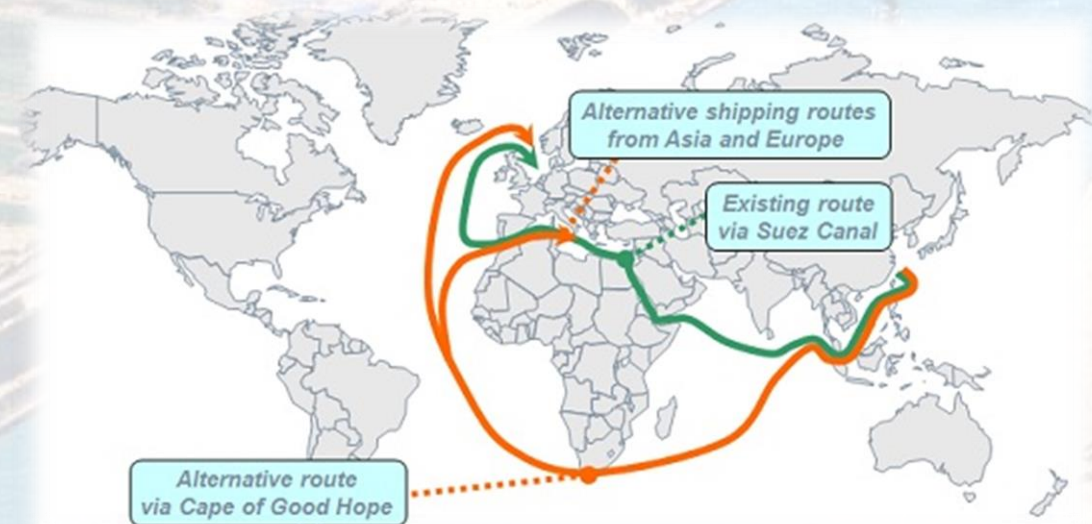 Alternative shipping routes
from Asia and Europe
Existing route
via Suez Canal
Alternative route
via Cape of Good Hope